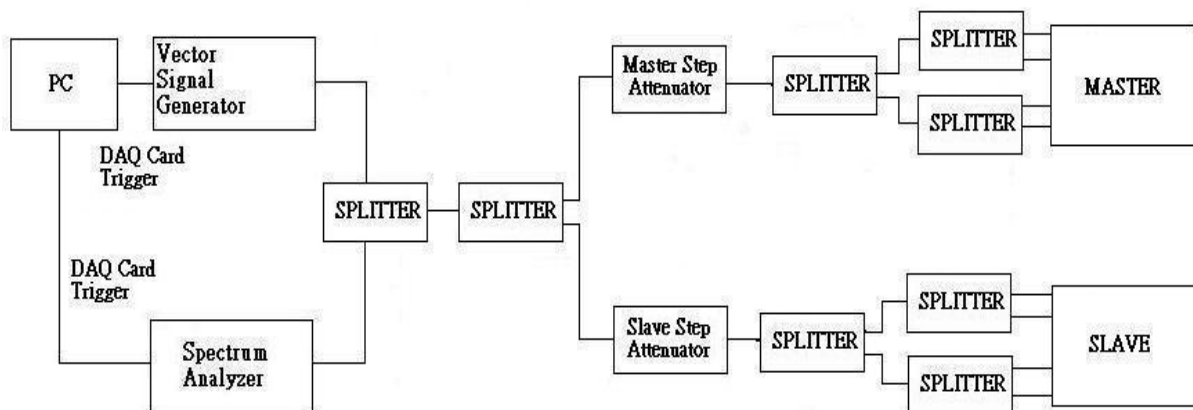 PC
Vector
Signal
Generator
DAQ Card
Trigger
DAQ Card
Trigger
Spectrum
Analyzer
SPLITTER
SPLITTER
Master Step
Attenuator
SPLITTER
SPLITTER
SPLITTER
MASTER
Slave Step
Attenuator
SPLITTER
SPLITTER
SPLITTER
SLAVE